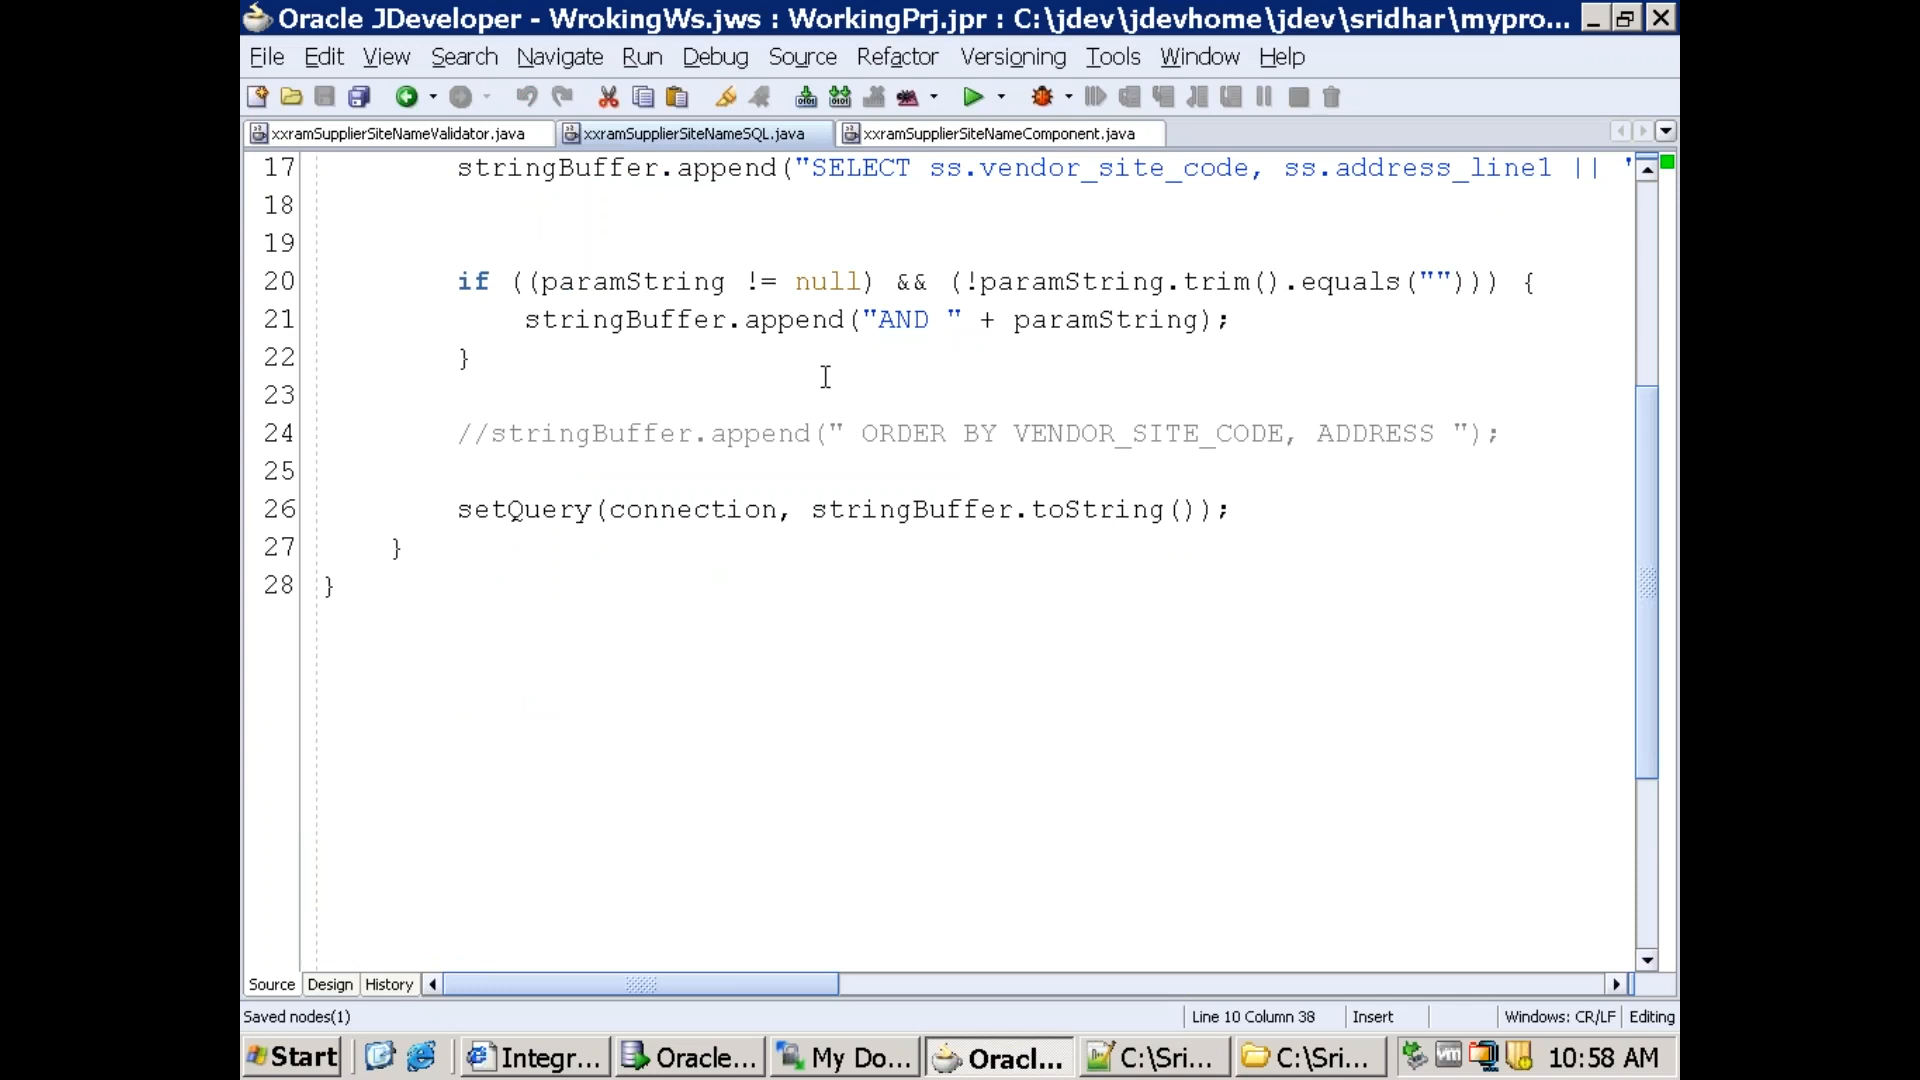 Oracle JDeveloper - WrokingWs.jws : WorkingPrj.jpr : C:\jdev\jdevhome\jdev\sridhar\mypro...
File Edit View Search Navigate Run Debug Source Refactor Versioning Tools Window Help
xxramSupplierSiteNameValidator.java xxramSupplierSiteNameSQL.java xxramSupplierSiteNameComponent.java
17 stringBuffer.append("SELECT ss.vendor_site_code, ss.address_line1 || '
18
19
20 if ((paramString != null) && (!paramString.trim().equals(""))) {
21 stringBuffer.append("AND " + paramString);
22 }
23
24 //stringBuffer.append(" ORDER BY VENDOR_SITE_CODE, ADDRESS ");
25
26 setQuery(connection, stringBuffer.toString());
27 }
28 }
Source Design History
Saved nodes(1) Line 10 Column 38 Insert Windows: CR/LF Editing
Start Integr... Oracle... My Do... Oracl... C:\Sri... C:\Sri... 10:58 AM